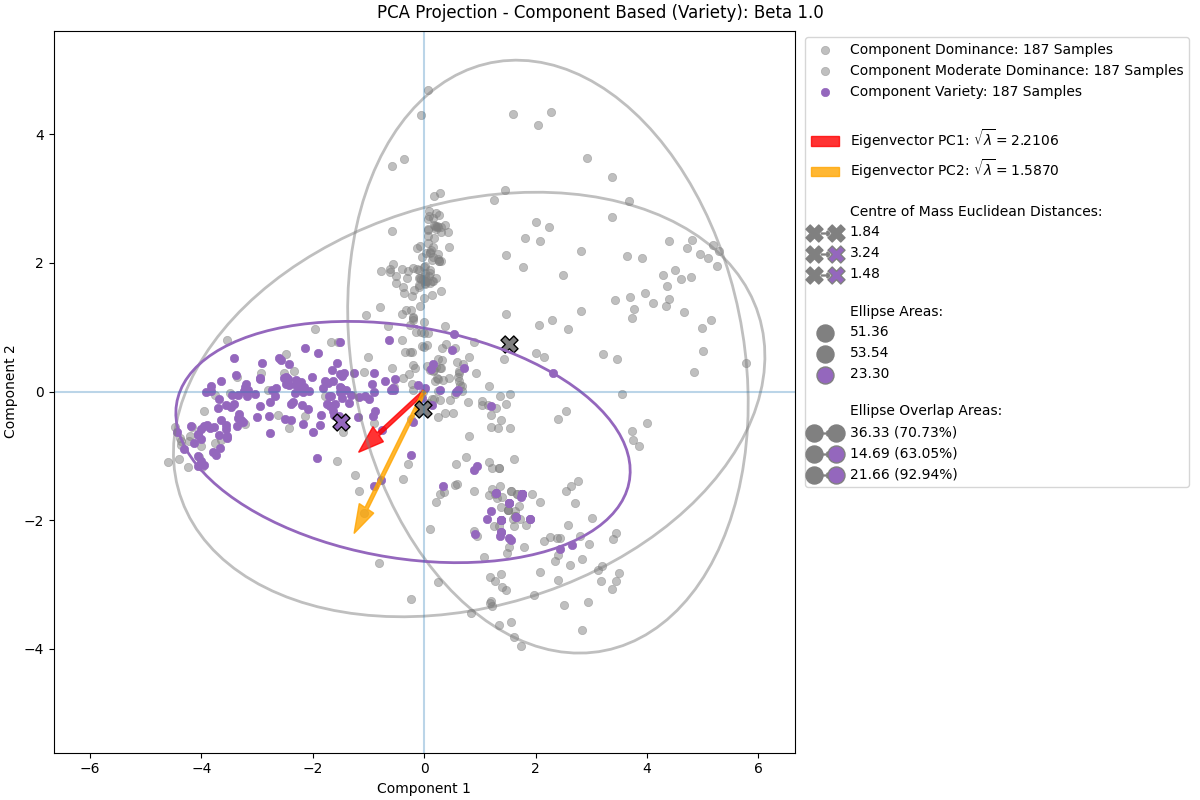 PCA Projection - Component Based (Variety): Beta 1.0
Component 2
4
2
0
−2
−4
−6
−4
−2
0
2
4
6
Component 1
Component Dominance: 187 Samples
Component Moderate Dominance: 187 Samples
Component Variety: 187 Samples
Eigenvector PC1: √λ = 2.2106
Eigenvector PC2: √λ = 1.5870
Centre of Mass Euclidean Distances:
1.84
3.24
1.48
Ellipse Areas:
51.36
53.54
23.30
Ellipse Overlap Areas:
36.33 (70.73%)
14.69 (63.05%)
21.66 (92.94%)